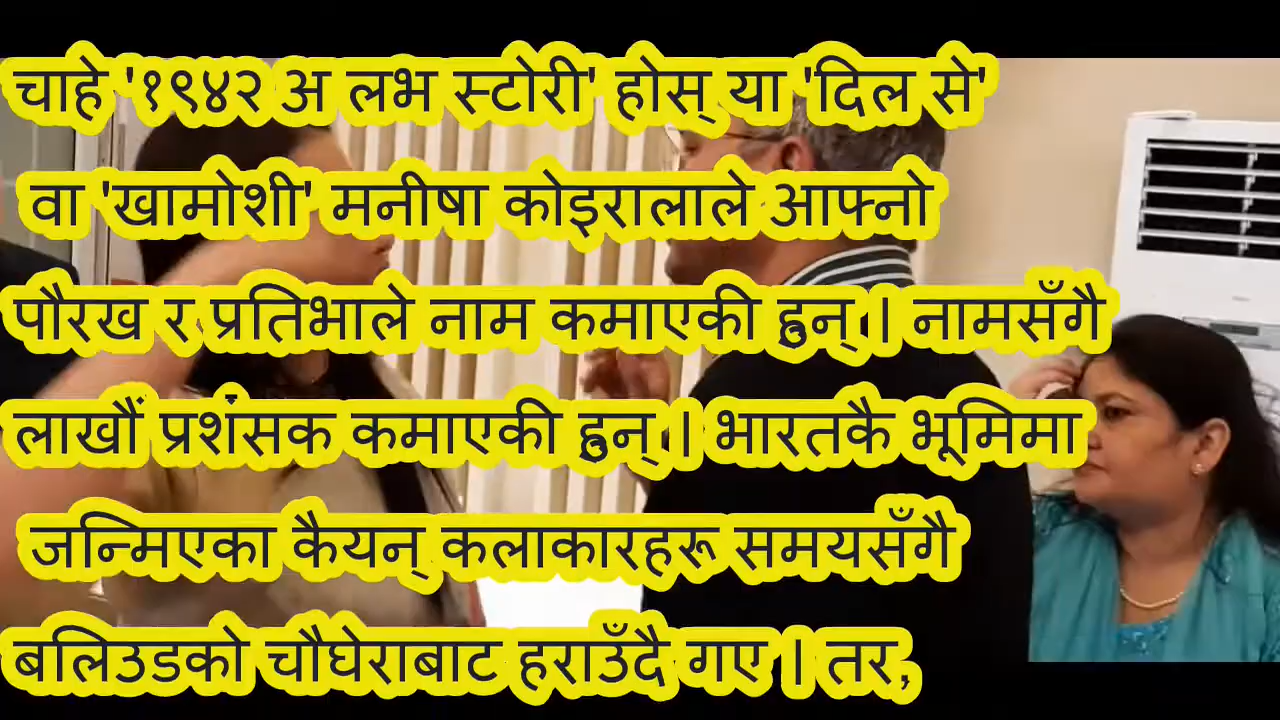 चाहे '१९४२ अ लभ स्टोरी' होस् या 'दिल से'
वा 'खामोशी' मनीषा कोइरालाले आफ्नो
पौरख र प्रतिभाले नाम कमाएकी हुन् | नामसँगै
लाखौं प्रशंसक कमाएकी हुन् | भारतकै भूमिमा
जन्मिएका कैयन् कलाकारहरू समयसँगै
बलिउडको चौघेराबाट हराउँदै गए | तर,